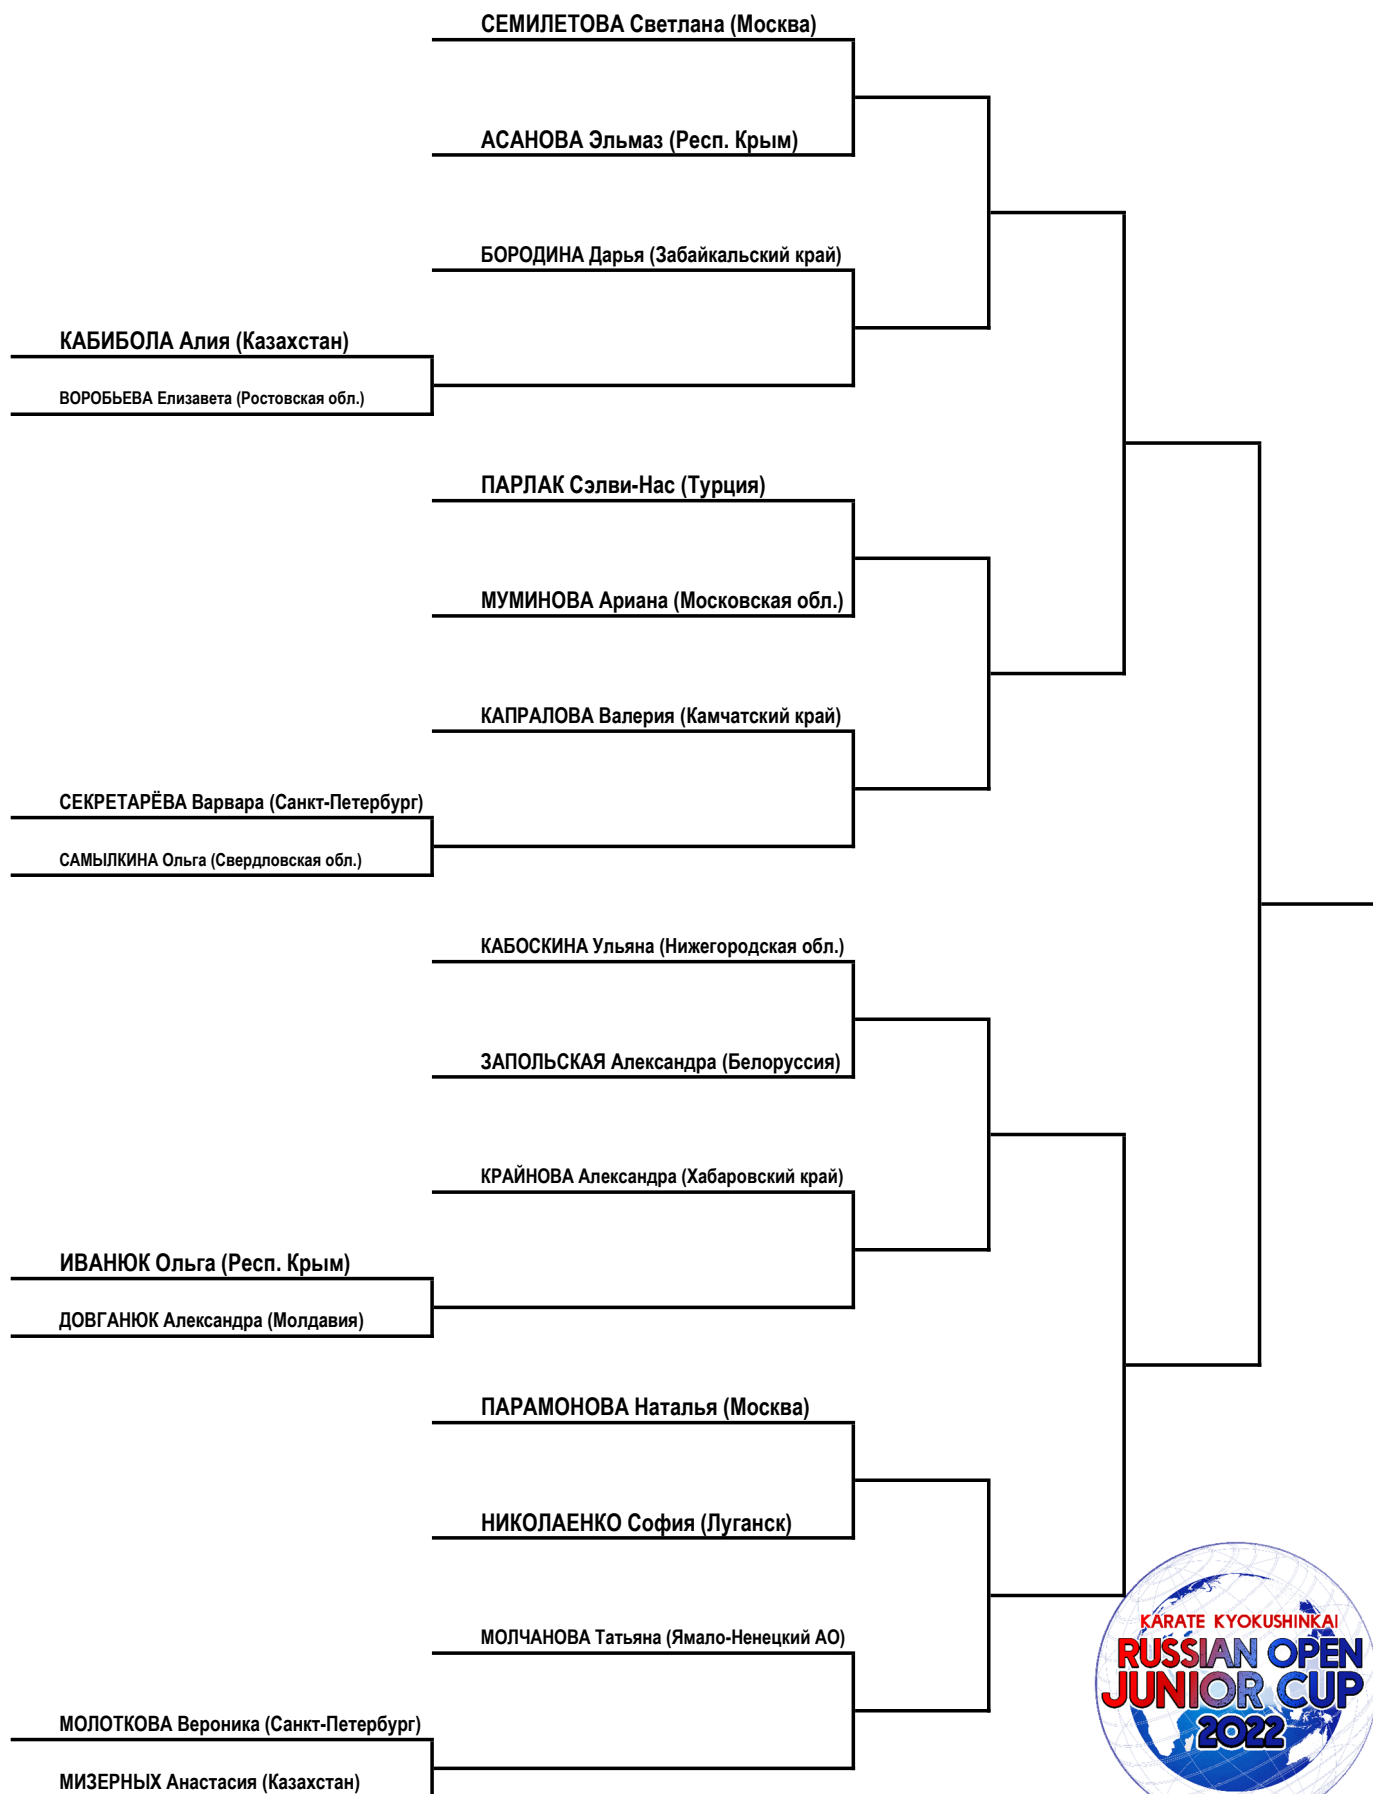 СЕМИЛЕТОВА Светлана (Москва)
АСАНОВА Эльмаз (Респ. Крым)
БОРОДИНА Дарья (Забайкальский край)
КАБИБОЛА Алия (Казахстан)
ВОРОБЬЕВА Елизавета (Ростовская обл.)
ПАРЛАК Сэлви-Нас (Турция)
МУМИНОВА Ариана (Московская обл.)
КАПРАЛОВА Валерия (Камчатский край)
СЕКРЕТАРЁВА Варвара (Санкт-Петербург)
САМЫЛКИНА Ольга (Свердловская обл.)
КАБОСКИНА Ульяна (Нижегородская обл.)
ЗАПОЛЬСКАЯ Александра (Белоруссия)
КРАЙНОВА Александра (Хабаровский край)
ИВАНЮК Ольга (Респ. Крым)
ДОВГАНЮК Александра (Молдавия)
ПАРАМОНОВА Наталья (Москва)
НИКОЛАЕНКО София (Луганск)
МОЛЧАНОВА Татьяна (Ямало-Ненецкий АО)
МОЛОТКОВА Вероника (Санкт-Петербург)
МИЗЕРНЫХ Анастасия (Казахстан)
KARATE KYOKUSHINKAI
RUSSIAN OPEN
JUNIOR CUP
2022